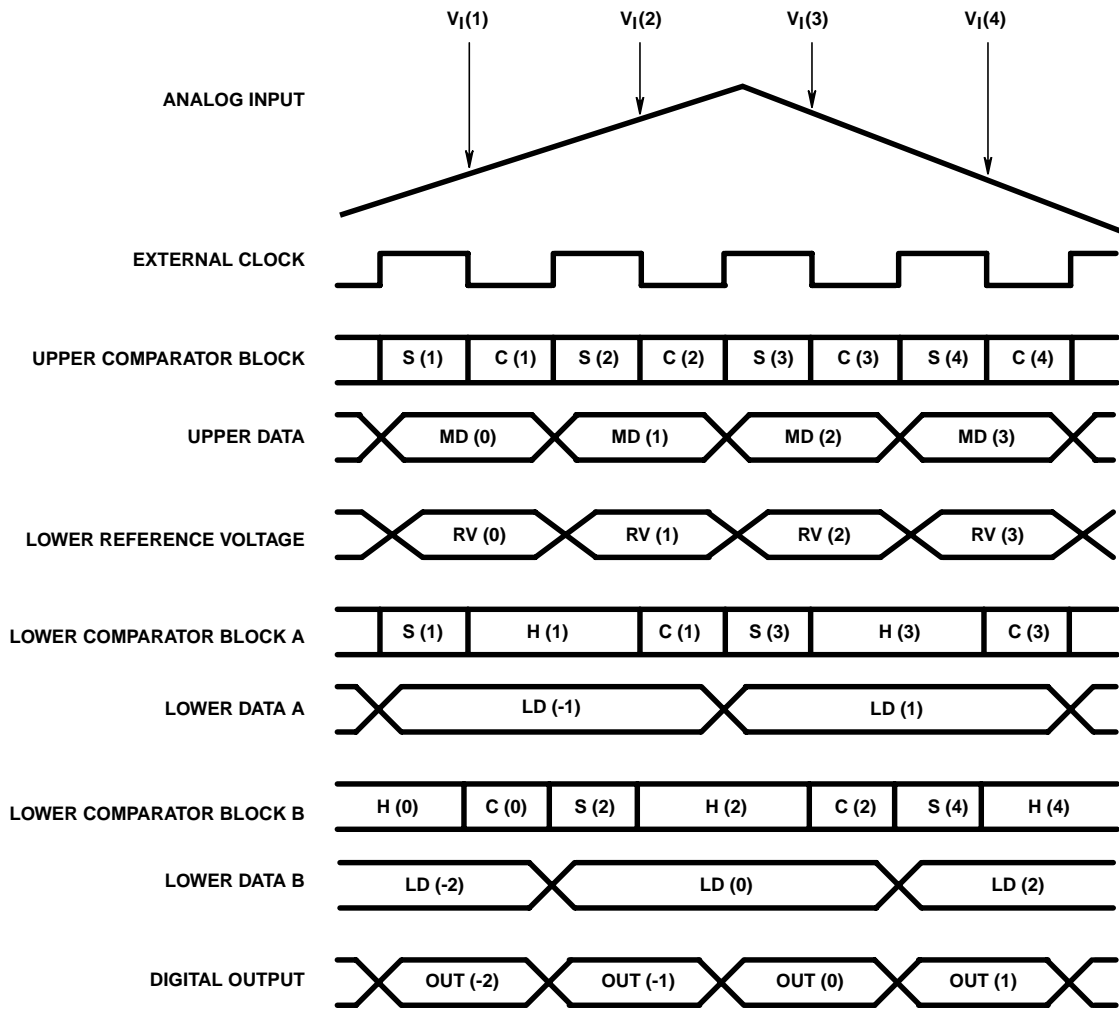 VI(1) VI(2) VI(3) VI(4)
ANALOG INPUT
EXTERNAL CLOCK
UPPER COMPARATOR BLOCK S (1) C (1) S (2) C (2) S (3) C (3) S (4) C (4)
UPPER DATA MD (0) MD (1) MD (2) MD (3)
LOWER REFERENCE VOLTAGE RV (0) RV (1) RV (2) RV (3)
LOWER COMPARATOR BLOCK A S (1) H (1) C (1) S (3) H (3) C (3)
LOWER DATA A LD (-1) LD (1)
LOWER COMPARATOR BLOCK B H (0) C (0) S (2) H (2) C (2) S (4) H (4)
LOWER DATA B LD (-2) LD (0) LD (2)
DIGITAL OUTPUT OUT (-2) OUT (-1) OUT (0) OUT (1)